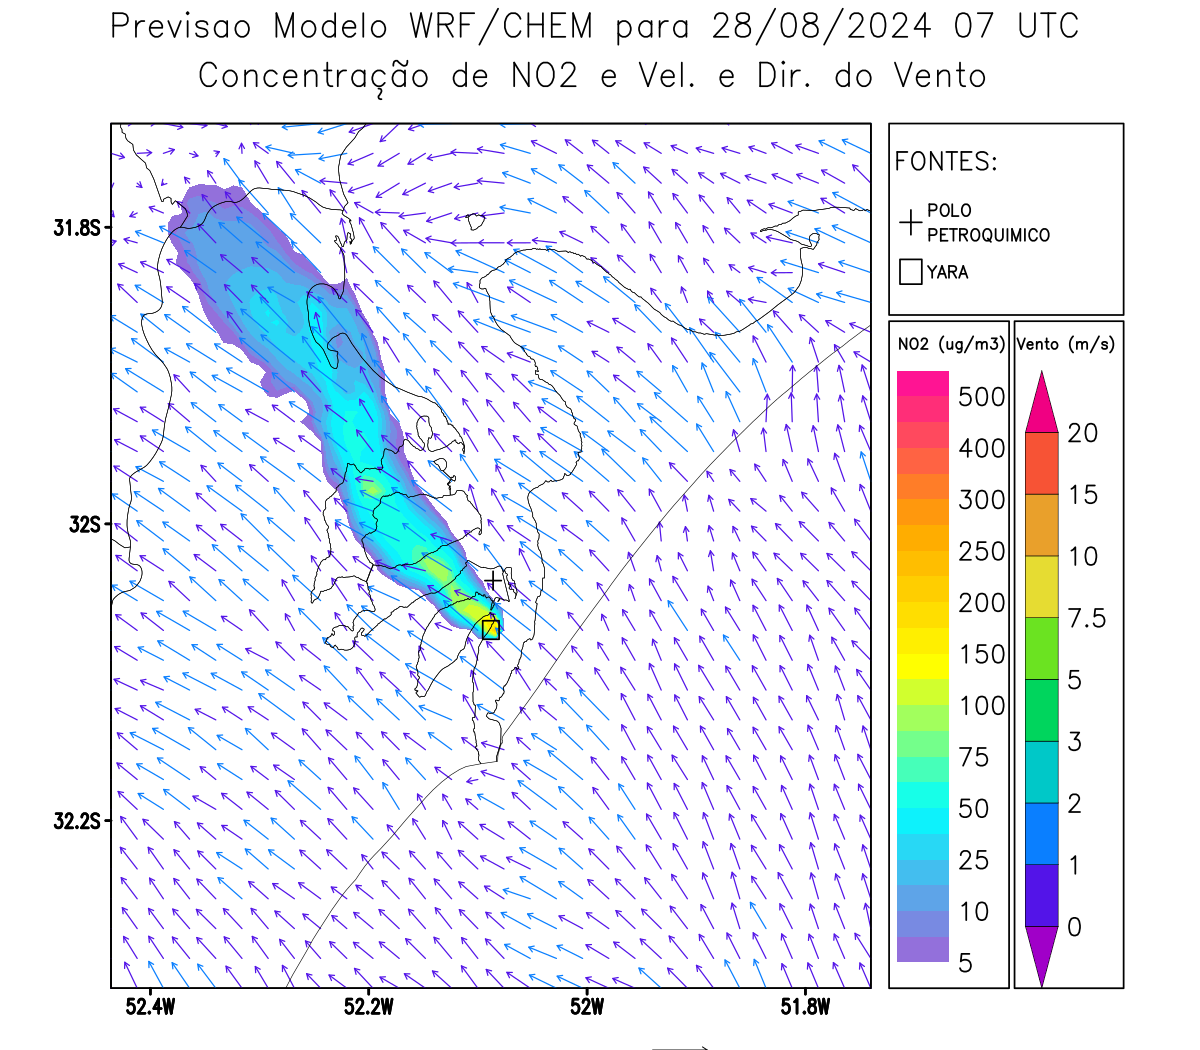 Previsao Modelo WRF/CHEM para 28/08/2024 07 UTC
Concentração de NO2 e Vel. e Dir. do Vento
FONTES:
POLO
PETROQUIMICO
YARA
NO2 (ug/m3)
500
400
300
250
200
150
100
75
50
25
10
5
Vento (m/s)
20
15
10
7.5
5
3
2
1
0
31.8S
32S
32.2S
52.4W
52.2W
52W
51.8W